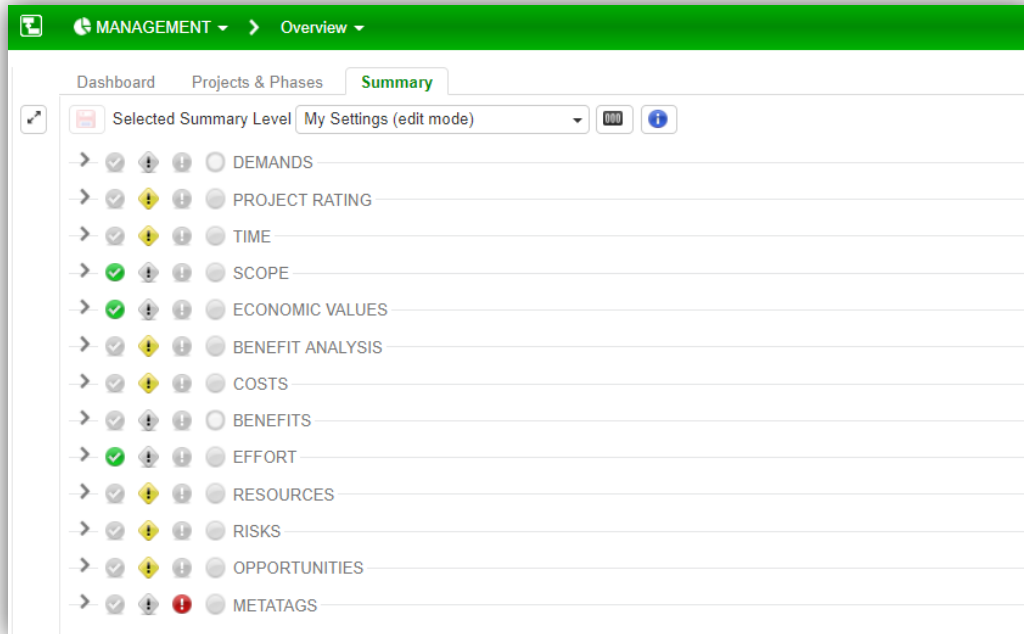 MANAGEMENT Overview
Dashboard Projects & Phases Summary
Selected Summary Level My Settings (edit mode)
DEMANDS
PROJECT RATING
TIME
SCOPE
ECONOMIC VALUES
BENEFIT ANALYSIS
COSTS
BENEFITS
EFFORT
RESOURCES
RISKS
OPPORTUNITIES
METATAGS